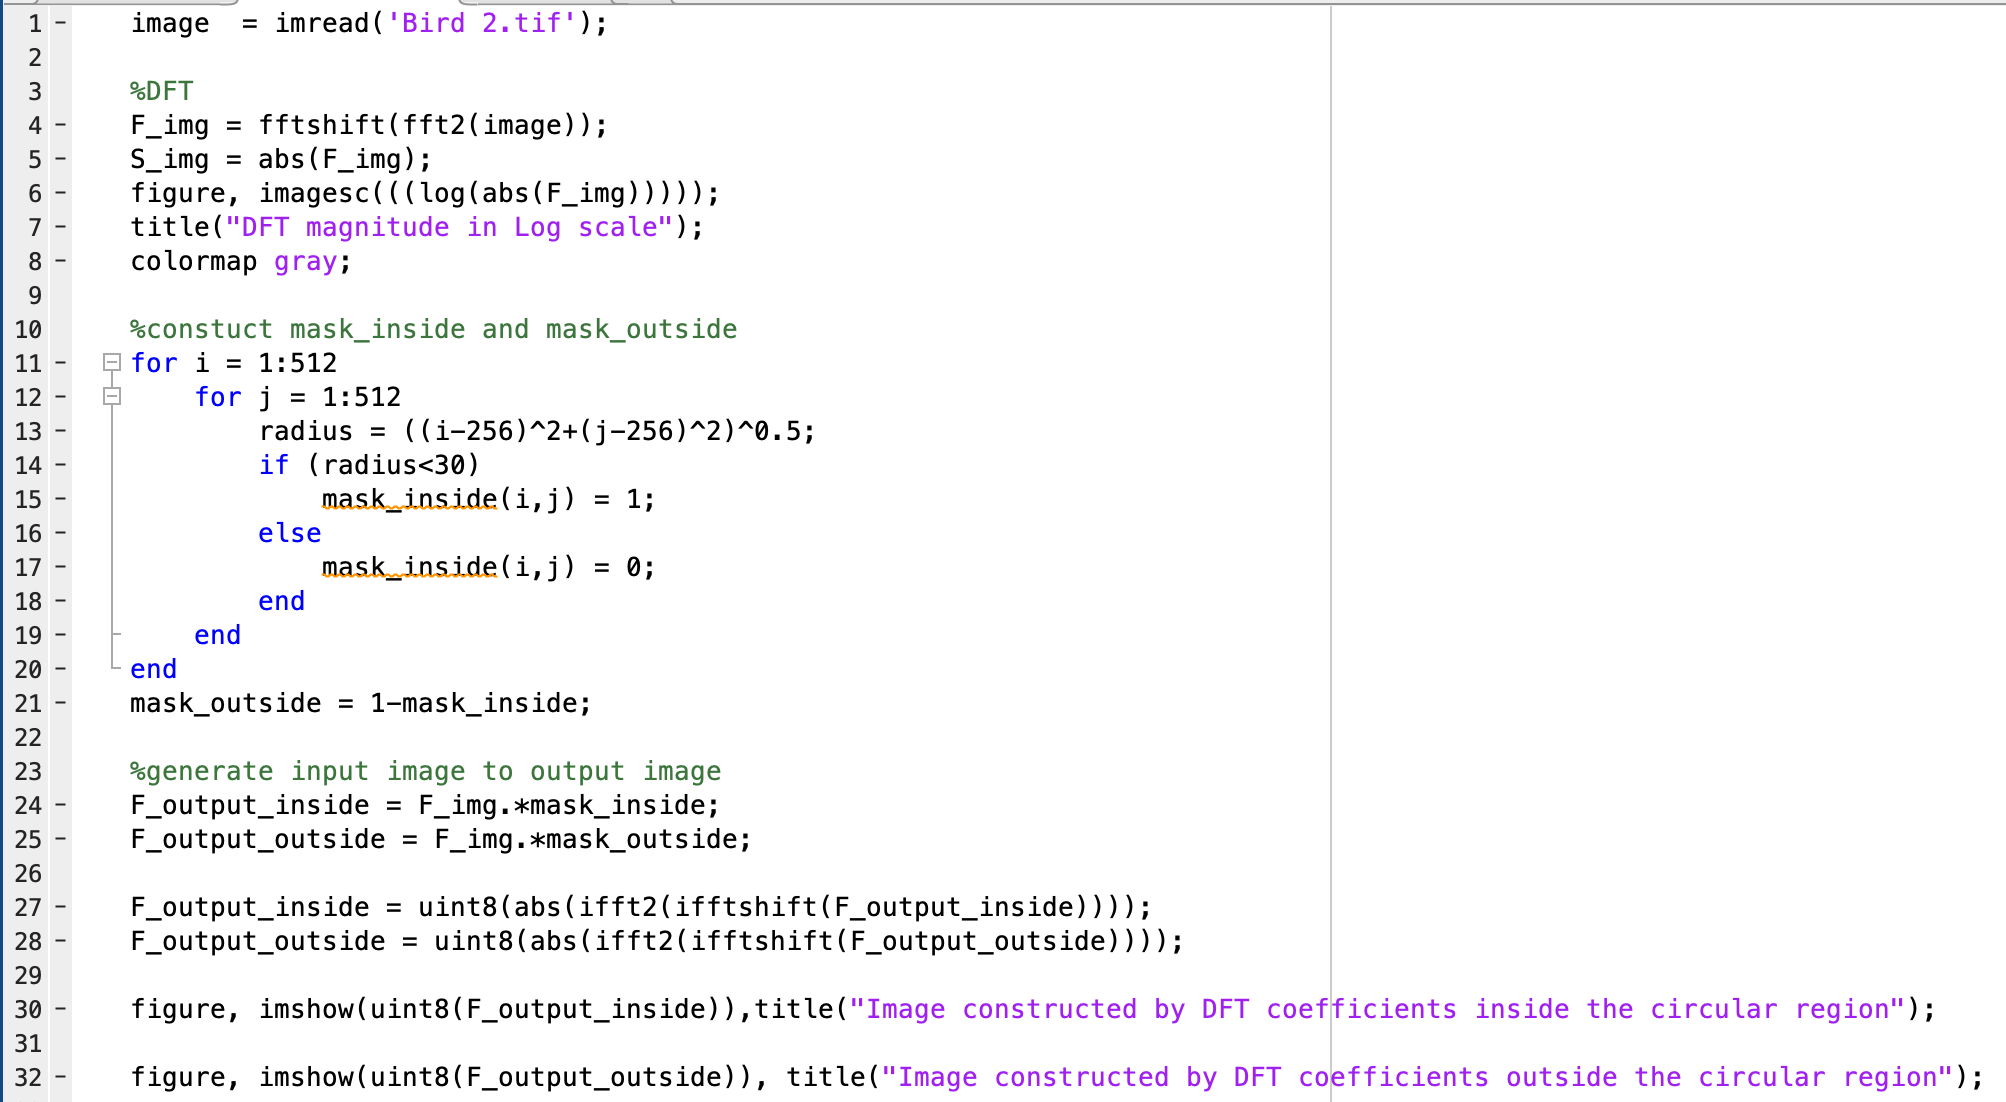 1 -    image  = imread('Bird 2.tif');
2
3      %DFT
4 -    F_img = fftshift(fft2(image));
5 -    S_img = abs(F_img);
6 -    figure, imagesc(((log(abs(F_img)))));
7 -    title("DFT magnitude in Log scale");
8 -    colormap gray;
9
10     %constuct mask_inside and mask_outside
11 -   for i = 1:512
12 -       for j = 1:512
13 -           radius = ((i-256)^2+(j-256)^2)^0.5;
14 -           if (radius<30)
15 -               mask_inside(i,j) = 1;
16 -           else
17 -               mask_inside(i,j) = 0;
18 -           end
19 -       end
20 -   end
21 -   mask_outside = 1-mask_inside;
22
23     %generate input image to output image
24 -   F_output_inside = F_img.*mask_inside;
25 -   F_output_outside = F_img.*mask_outside;
26
27 -   F_output_inside = uint8(abs(ifft2(ifftshift(F_output_inside))));
28 -   F_output_outside = uint8(abs(ifft2(ifftshift(F_output_outside))));
29
30 -   figure, imshow(uint8(F_output_inside)),title("Image constructed by DFT coefficients inside the circular region");
31
32 -   figure, imshow(uint8(F_output_outside)), title("Image constructed by DFT coefficients outside the circular region");